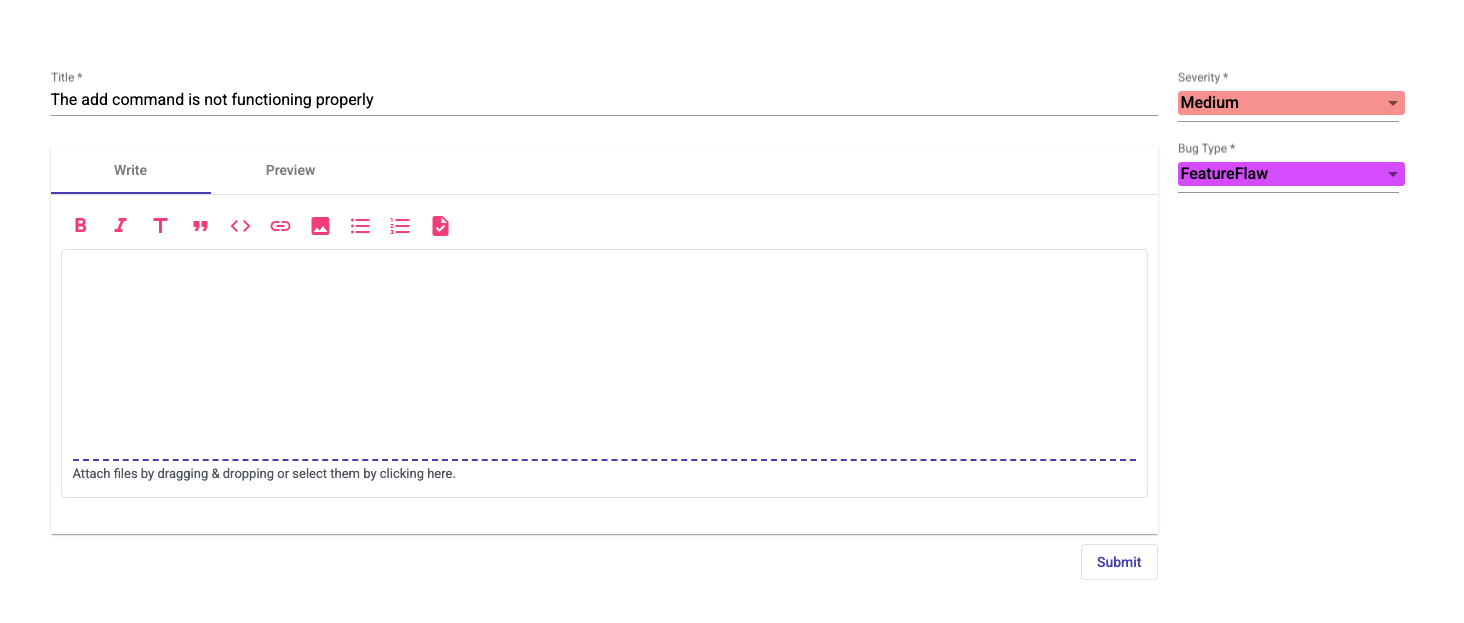 Title *
The add command is not functioning properly
Severity *
Medium
Bug Type *
FeatureFlaw
Write Preview
Attach files by dragging & dropping or select them by clicking here.
Submit